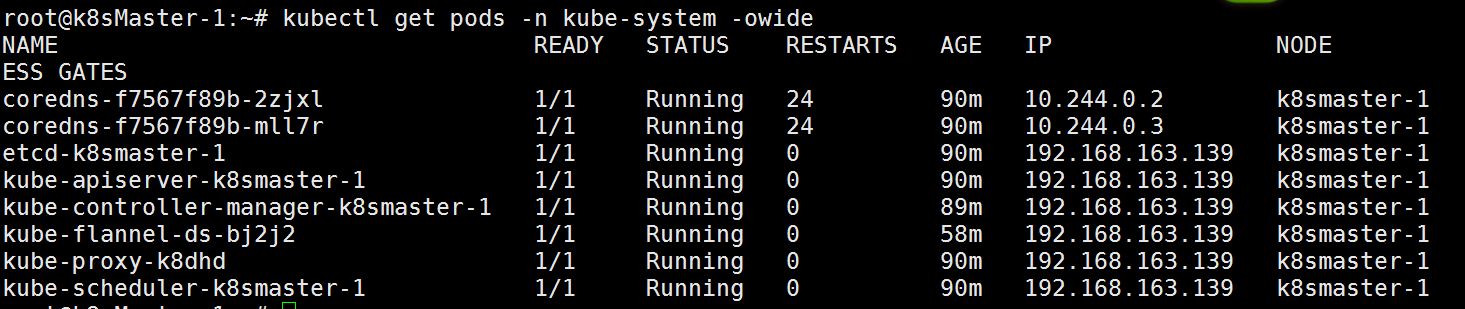 root@k8sMaster-1:~# kubectl get pods -n kube-system -owide
NAME READY STATUS RESTARTS AGE IP NODE
ESS GATES
coredns-f7567f89b-2zjxl 1/1 Running 24 90m 10.244.0.2 k8smaster-1
coredns-f7567f89b-mll7r 1/1 Running 24 90m 10.244.0.3 k8smaster-1
etcd-k8smaster-1 1/1 Running 0 90m 192.168.163.139 k8smaster-1
kube-apiserver-k8smaster-1 1/1 Running 0 90m 192.168.163.139 k8smaster-1
kube-controller-manager-k8smaster-1 1/1 Running 0 89m 192.168.163.139 k8smaster-1
kube-flannel-ds-bj2j2 1/1 Running 0 58m 192.168.163.139 k8smaster-1
kube-proxy-k8dhd 1/1 Running 0 90m 192.168.163.139 k8smaster-1
kube-scheduler-k8smaster-1 1/1 Running 0 90m 192.168.163.139 k8smaster-1
root@k8sMaster-1:~#